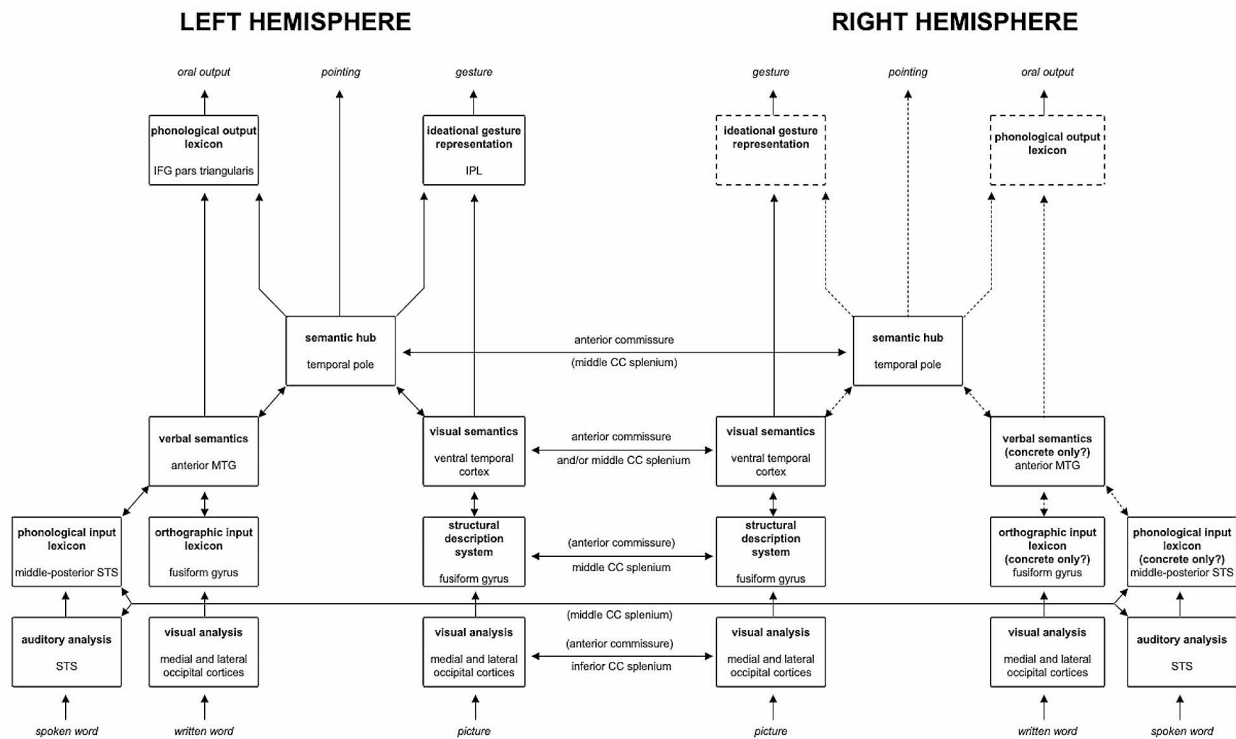 LEFT HEMISPHERE
RIGHT HEMISPHERE
oral output
pointing
gesture
gesture
pointing
oral output
phonological output
lexicon
IFG pars triangularis
ideational gesture
representation
IPL
ideational gesture
representation
phonological output
lexicon
semantic hub
temporal pole
anterior commissure
(middle CC splenium)
semantic hub
temporal pole
verbal semantics
anterior MTG
visual semantics
ventral temporal
cortex
anterior commissure
and/or middle CC splenium
visual semantics
ventral temporal
cortex
verbal semantics
(concrete only?)
anterior MTG
phonological input
lexicon
middle-posterior STS
orthographic input
lexicon
fusiform gyrus
structural
description
system
fusiform gyrus
(anterior commissure)
middle CC splenium
structural
description
system
fusiform gyrus
orthographic input
lexicon
(concrete only?)
fusiform gyrus
phonological input
lexicon
(concrete only?)
middle-posterior STS
(middle CC splenium)
auditory analysis
STS
visual analysis
medial and lateral
occipital cortices
visual analysis
medial and lateral
occipital cortices
(anterior commissure)
inferior CC splenium
visual analysis
medial and lateral
occipital cortices
visual analysis
medial and lateral
occipital cortices
auditory analysis
STS
spoken word
written word
picture
picture
written word
spoken word